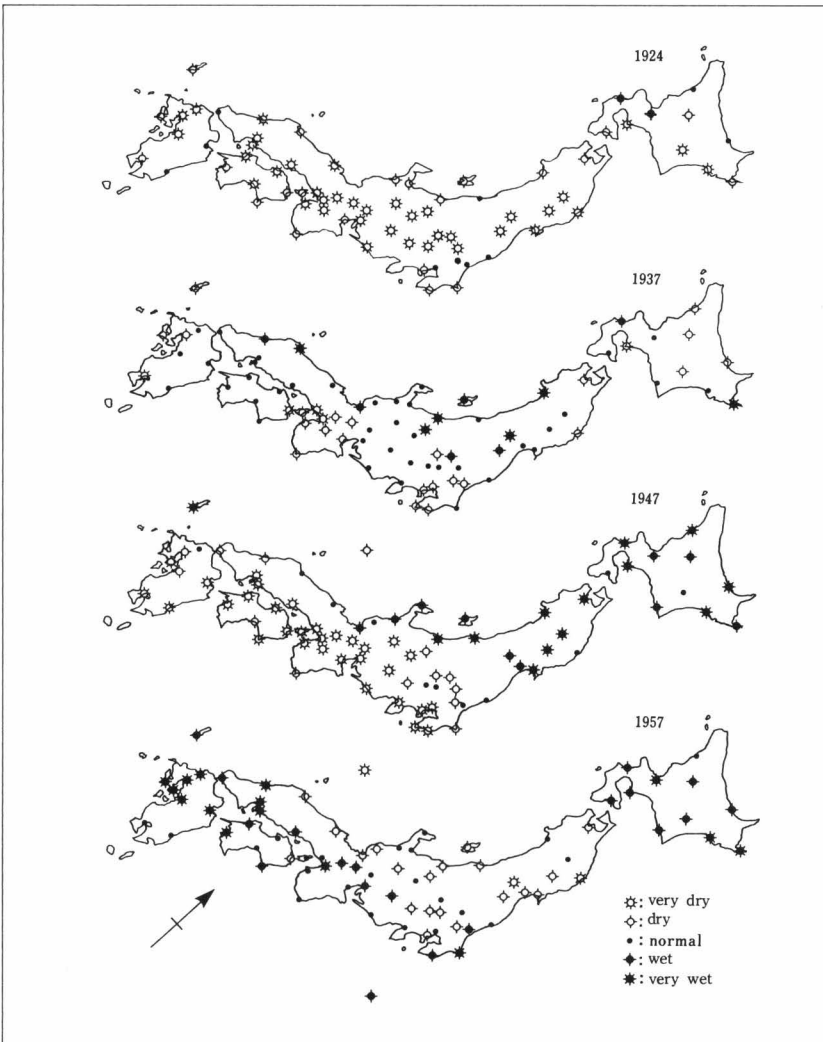 1924
1937
1947
1957
: very dry
: dry
: normal
: wet
: very wet